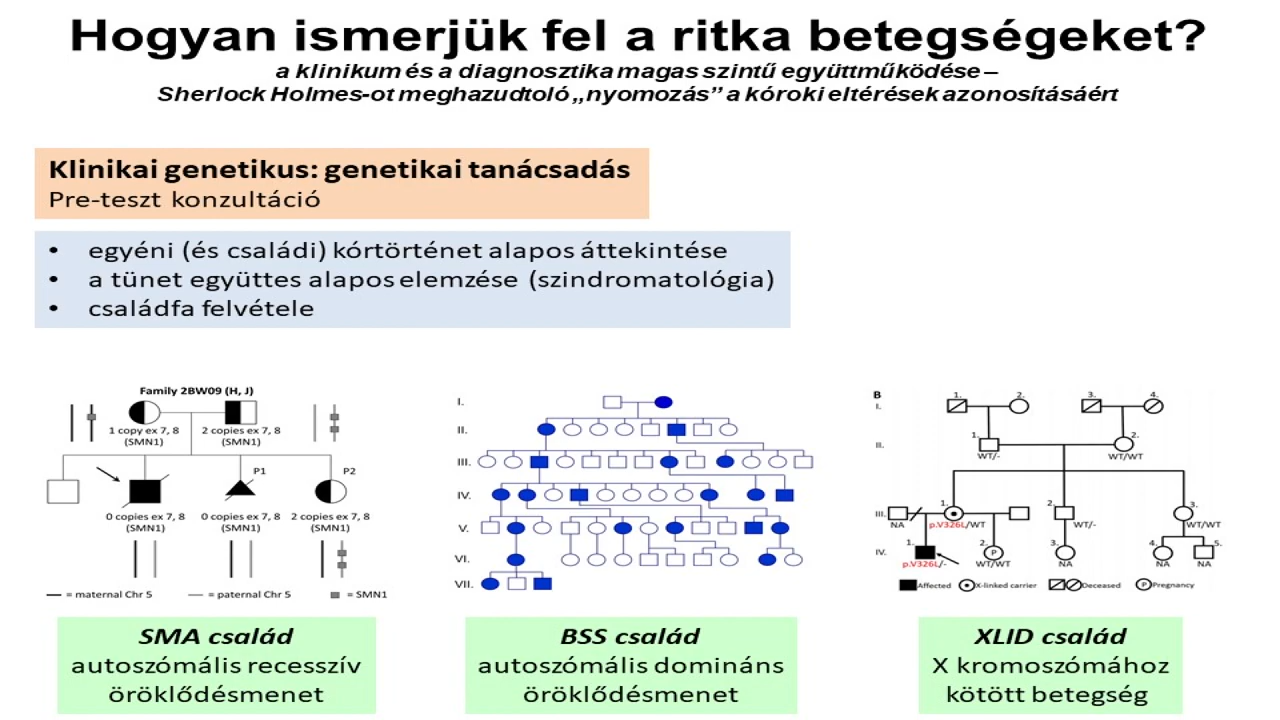 Hogyan ismerjük fel a ritka betegségeket?
a klinikum és a diagnosztika magas szintű együttműködése –
Sherlock Holmes-ot meghazudtoló „nyomozás” a kóroki eltérések azonosításáért
Klinikai genetikus: genetikai tanácsadás
Pre-teszt konzultáció
• egyéni (és családi) kórtörténet alapos áttekintése
• a tünet együttes alapos elemzése (szindromatológia)
• családfa felvétele
Family 2BW09 (H, J)
1 copy ex 7, 8 2 copies ex 7, 8
(SMN1) (SMN1)
P1 P2
0 copies ex 7, 8 0 copies ex 7, 8 2 copies ex 7, 8
(SMN1) (SMN1) (SMN1)
= maternal Chr 5 = paternal Chr 5 = SMN1
I.
II.
III.
IV.
V.
VI.
VII.
B
1. 2. 3. 4.
I.
1. 2.
II.
WT/- WT/WT
1. 2. 3.
III.
NA p.V326L/WT WT/- WT/WT
1. 2. 3. 4. 5.
IV.
P
p.V326L/- WT/WT NA NA NA
Affected X-linked carrier Deceased P Pregnancy
SMA család
autoszómális recesszív
öröklődésmenet
BSS család
autoszómális domináns
öröklődésmenet
XLID család
X kromoszómához
kötött betegség